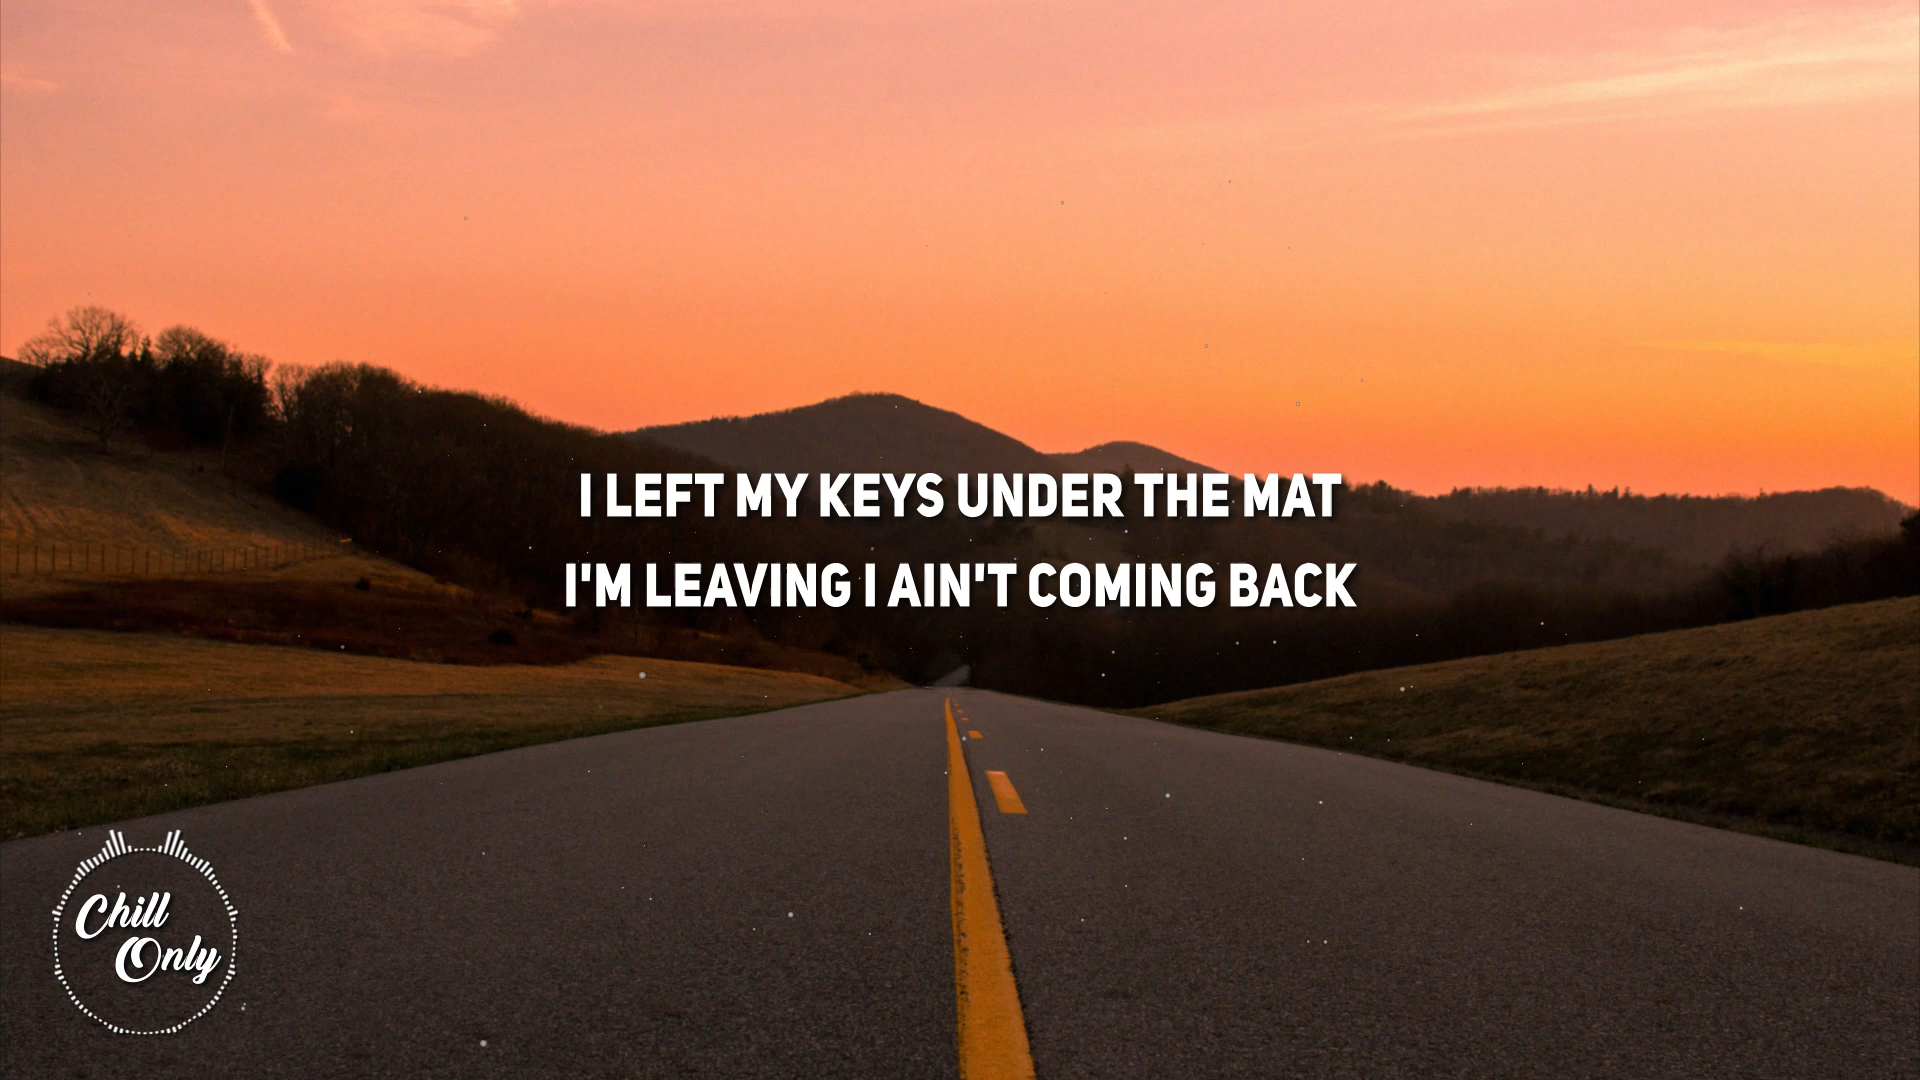 I LEFT MY KEYS UNDER THE MAT
I'M LEAVING I AIN'T COMING BACK
Chill
Only